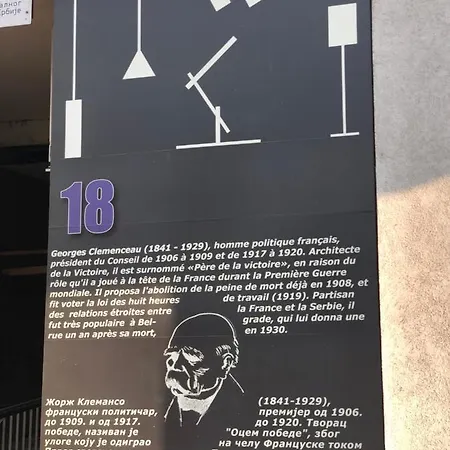 алног
рбије
18
Georges Clemenceau (1841 - 1929), homme politique français,
président du Conseil de 1906 à 1909 et de 1917 à 1920. Architecte
de la Victoire, il est surnommé «Père de la victoire», en raison du
rôle qu'il a joué à la tête de la France durant la Première Guerre
mondiale. Il proposa l'abolition de la peine de mort déjà en 1908, et
fit voter la loi des huit heures de travail (1919). Partisan
des relations étroites entre la France et la Serbie, il
fut très populaire à Bel- grade, qui lui donna une
rue un an après sa mort, en 1930.
Жорж Клемансо (1841-1929),
француски политичар, премијер од 1906.
до 1909. и од 1917. до 1920. Творац
победе, називан је "Оцем победе", због
улоге коју је одиграо на челу Француске током